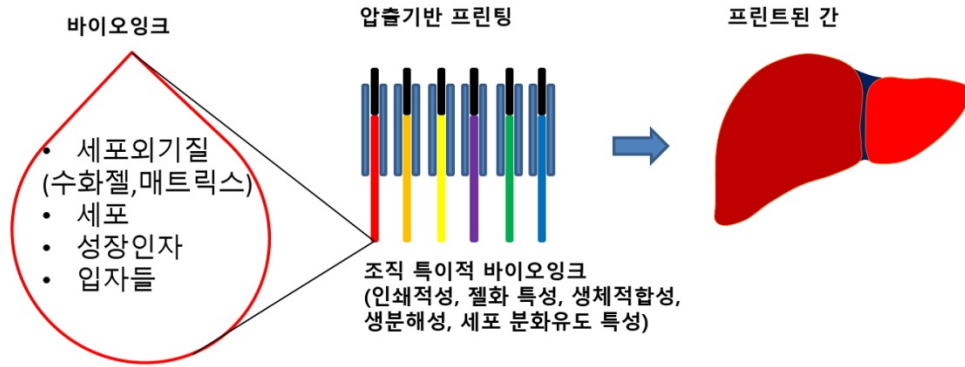 바이오잉크
압출기반 프린팅
프린트된 간
• 세포외기질
(수화젤,매트릭스)
• 세포
• 성장인자
• 입자들
조직 특이적 바이오잉크
(인쇄적성, 젤화 특성, 생체적합성,
생분해성, 세포 분화유도 특성)